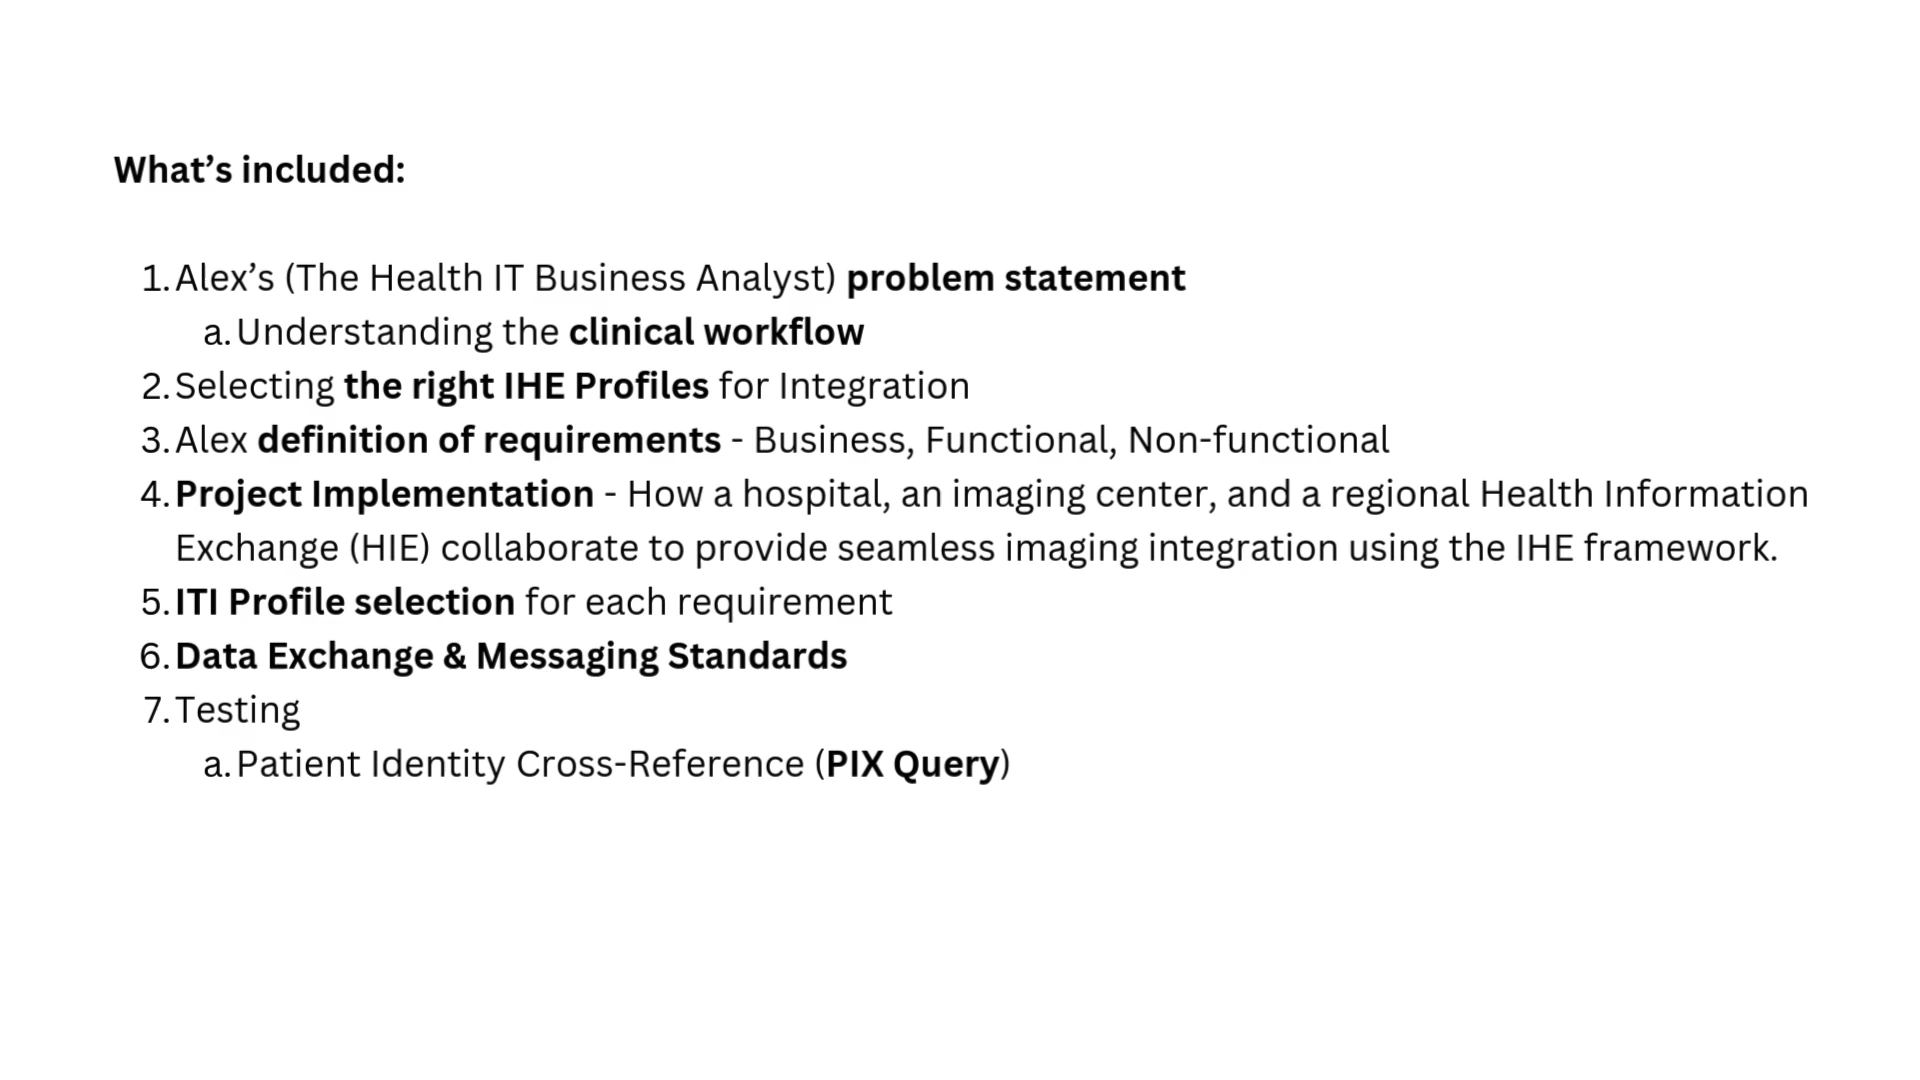 What’s included:
1. Alex’s (The Health IT Business Analyst) problem statement
a. Understanding the clinical workflow
2. Selecting the right IHE Profiles for Integration
3. Alex definition of requirements - Business, Functional, Non-functional
4. Project Implementation - How a hospital, an imaging center, and a regional Health Information
Exchange (HIE) collaborate to provide seamless imaging integration using the IHE framework.
5. ITI Profile selection for each requirement
6. Data Exchange & Messaging Standards
7. Testing
a. Patient Identity Cross-Reference (PIX Query)